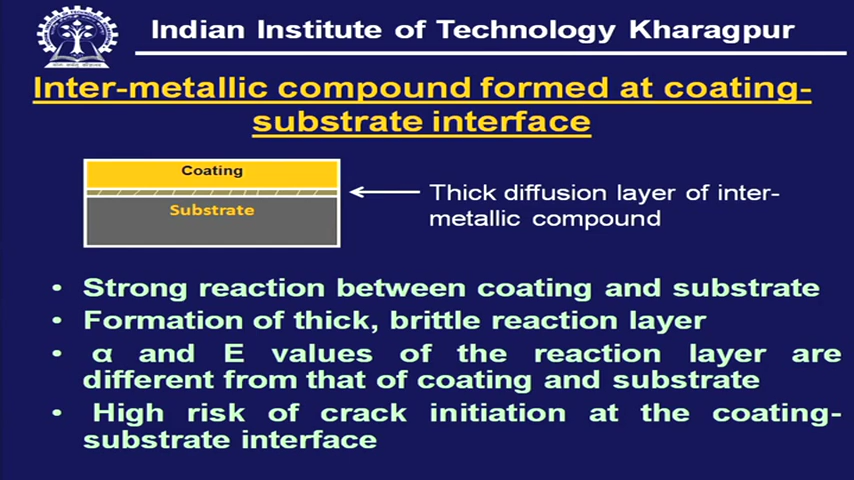 Indian Institute of Technology Kharagpur
Inter-metallic compound formed at coating-
substrate interface
Coating
Substrate
Thick diffusion layer of inter-
metallic compound
• Strong reaction between coating and substrate
• Formation of thick, brittle reaction layer
• α and E values of the reaction layer are
different from that of coating and substrate
• High risk of crack initiation at the coating-
substrate interface